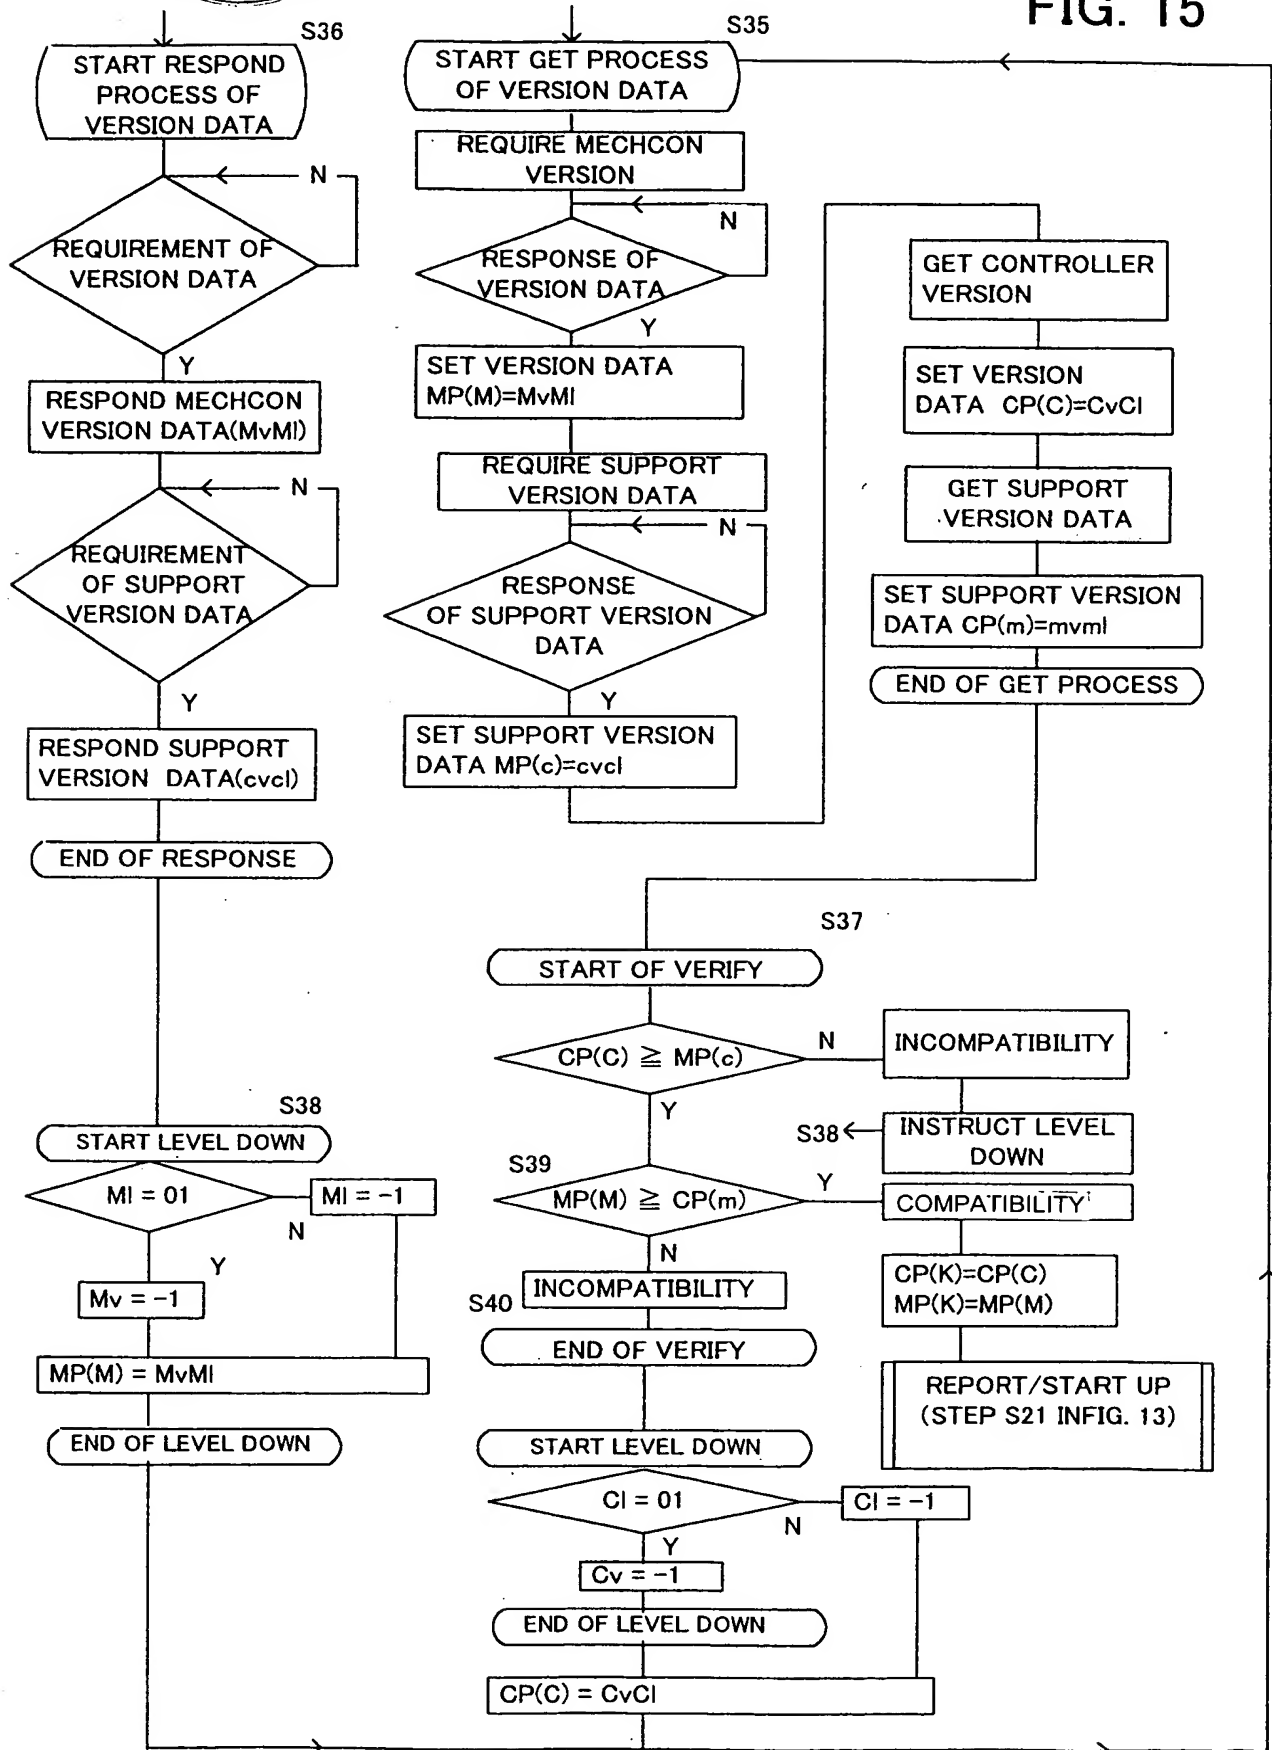 FIG. 15
S36
START RESPOND
PROCESS OF
VERSION DATA
N
REQUIREMENT OF
VERSION DATA
Y
RESPOND MECHCON
VERSION DATA(MvMl)
N
REQUIREMENT
OF SUPPORT
VERSION DATA
Y
RESPOND SUPPORT
VERSION DATA(cvcl)
END OF RESPONSE
S38
START LEVEL DOWN
Ml = 01
Ml = -1
N
Y
Mv = -1
MP(M) = MvMl
END OF LEVEL DOWN
S35
START GET PROCESS
OF VERSION DATA
REQUIRE MECHCON
VERSION
N
RESPONSE OF
VERSION DATA
Y
SET VERSION DATA
MP(M)=MvMl
REQUIRE SUPPORT
VERSION DATA
N
RESPONSE
OF SUPPORT VERSION
DATA
Y
SET SUPPORT VERSION
DATA MP(c)=cvcl
GET CONTROLLER
VERSION
SET VERSION
DATA CP(C)=CvCl
GET SUPPORT
VERSION DATA
SET SUPPORT VERSION
DATA CP(m)=mvml
END OF GET PROCESS
S37
START OF VERIFY
CP(C) ≧ MP(c)
N
INCOMPATIBILITY
Y
S38
INSTRUCT LEVEL
DOWN
S39
MP(M) ≧ CP(m)
Y
COMPATIBILITY
N
CP(K)=CP(C)
MP(K)=MP(M)
INCOMPATIBILITY
S40
END OF VERIFY
REPORT/START UP
(STEP S21 INFIG. 13)
START LEVEL DOWN
Cl = 01
Cl = -1
N
Y
Cv = -1
END OF LEVEL DOWN
CP(C) = CvCl